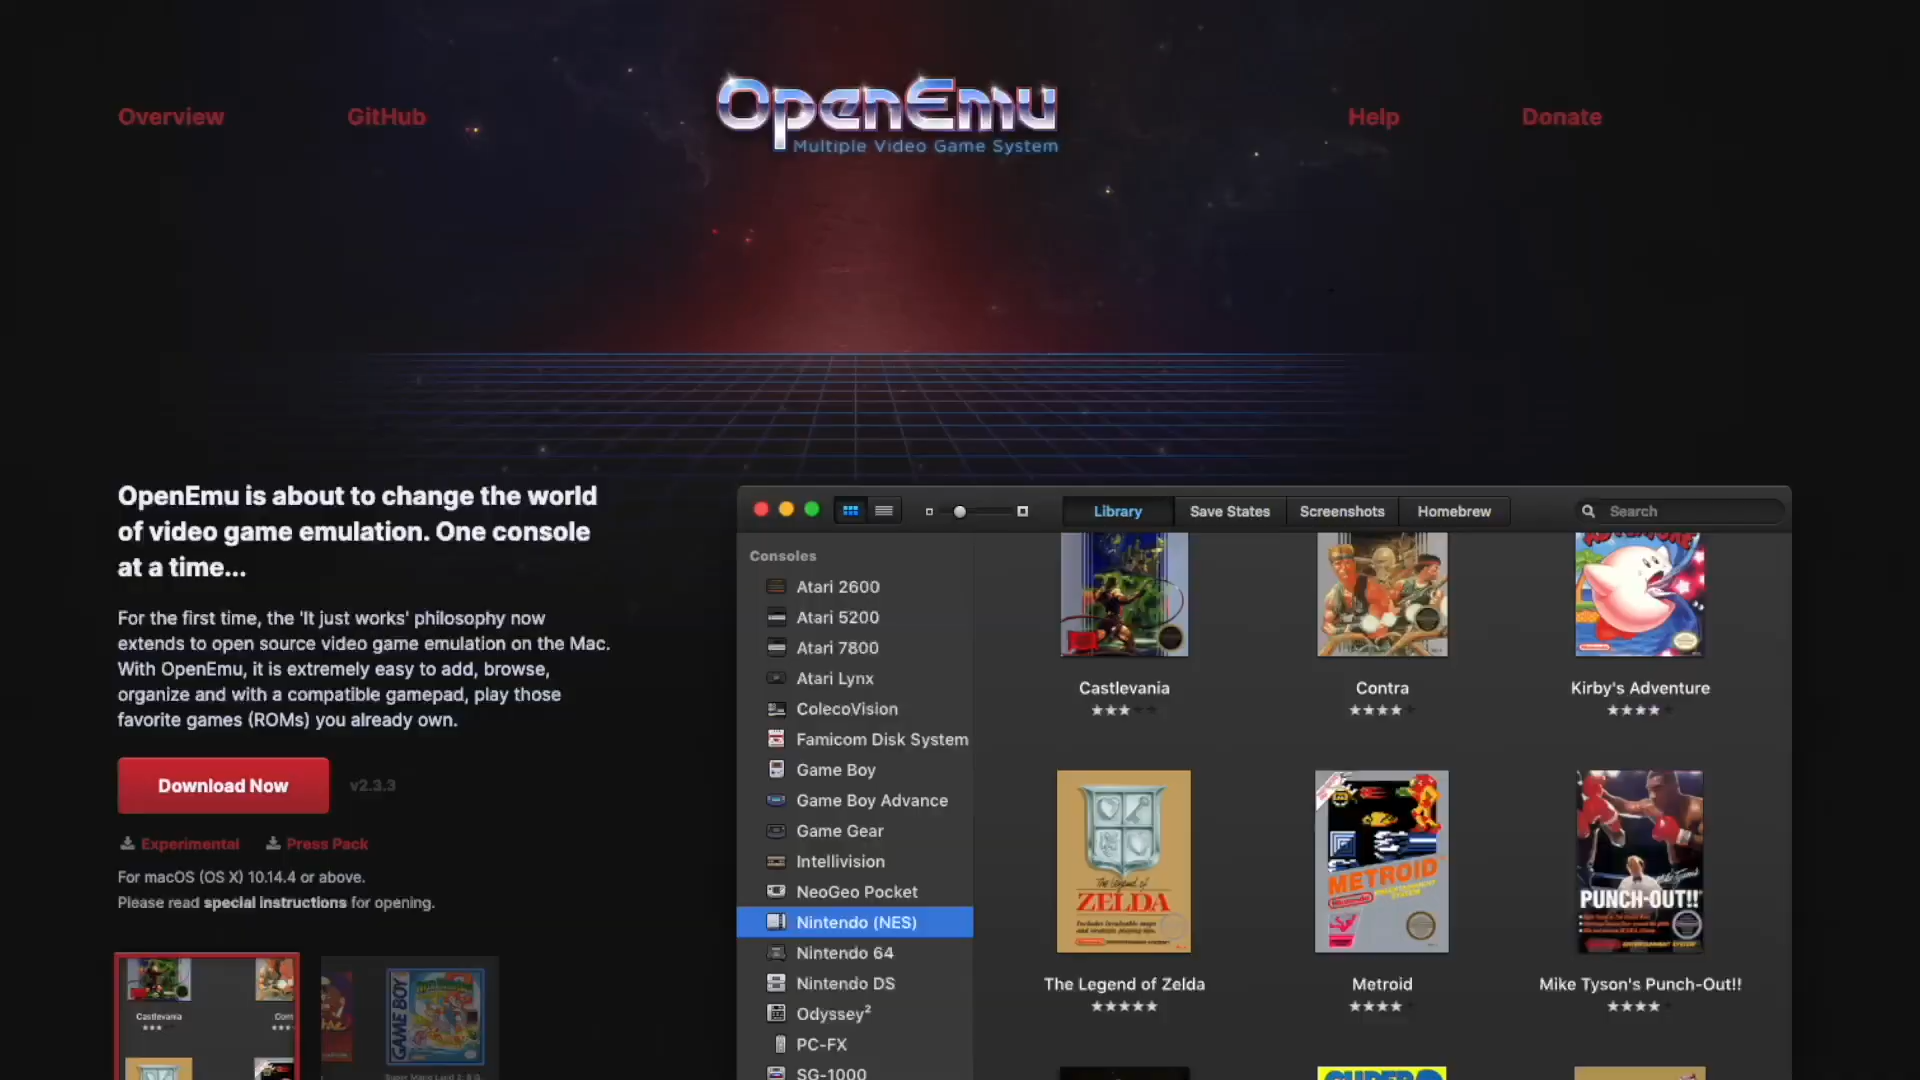 Overview
GitHub
OpenEmu
Multiple Video Game System
Help
Donate
OpenEmu is about to change the world
of video game emulation. One console
at a time...
For the first time, the 'It just works' philosophy now
extends to open source video game emulation on the Mac.
With OpenEmu, it is extremely easy to add, browse,
organize and with a compatible gamepad, play those
favorite games (ROMs) you already own.
Download Now
v2.3.3
Experimental
Press Pack
For macOS (OS X) 10.14.4 or above.
Please read special instructions for opening.
Castlevania
GAME BOY
Library
Save States
Screenshots
Homebrew
Search
Consoles
Atari 2600
Atari 5200
Atari 7800
Atari Lynx
ColecoVision
Famicom Disk System
Game Boy
Game Boy Advance
Game Gear
Intellivision
NeoGeo Pocket
Nintendo (NES)
Nintendo 64
Nintendo DS
Odyssey²
PC-FX
SG-1000
Castlevania
Contra
Kirby's Adventure
The Legend of
ZELDA
METROID
PUNCH-OUT!!
The Legend of Zelda
Metroid
Mike Tyson's Punch-Out!!